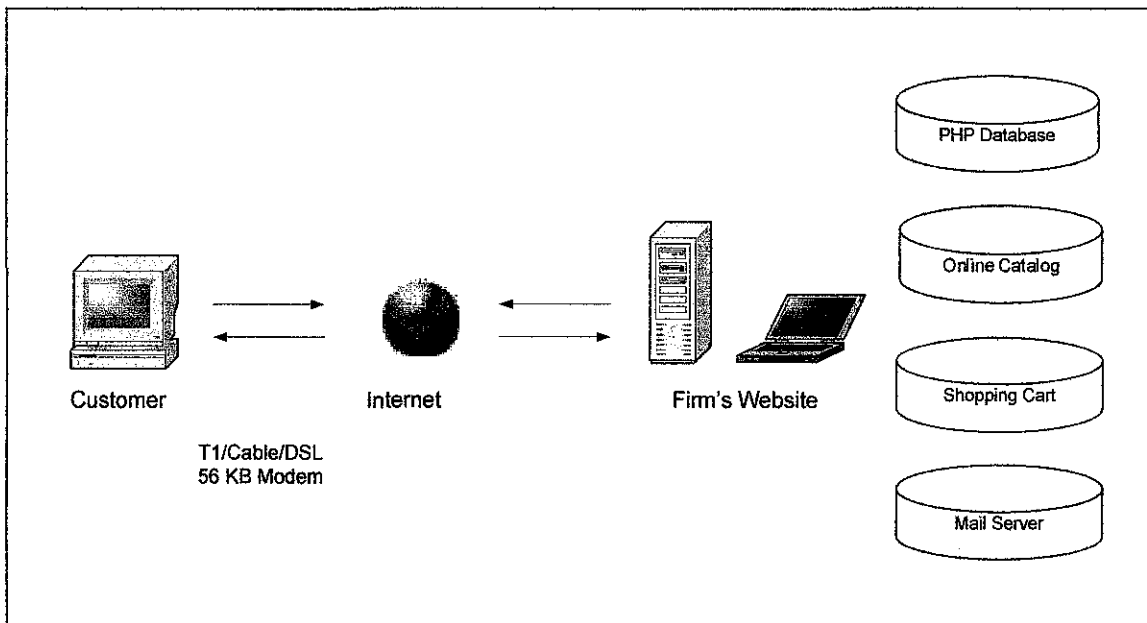 PHP Database
Online Catalog
Shopping Cart
Mail Server
Customer
Internet
Firm's Website
T1/Cable/DSL
56 KB Modem